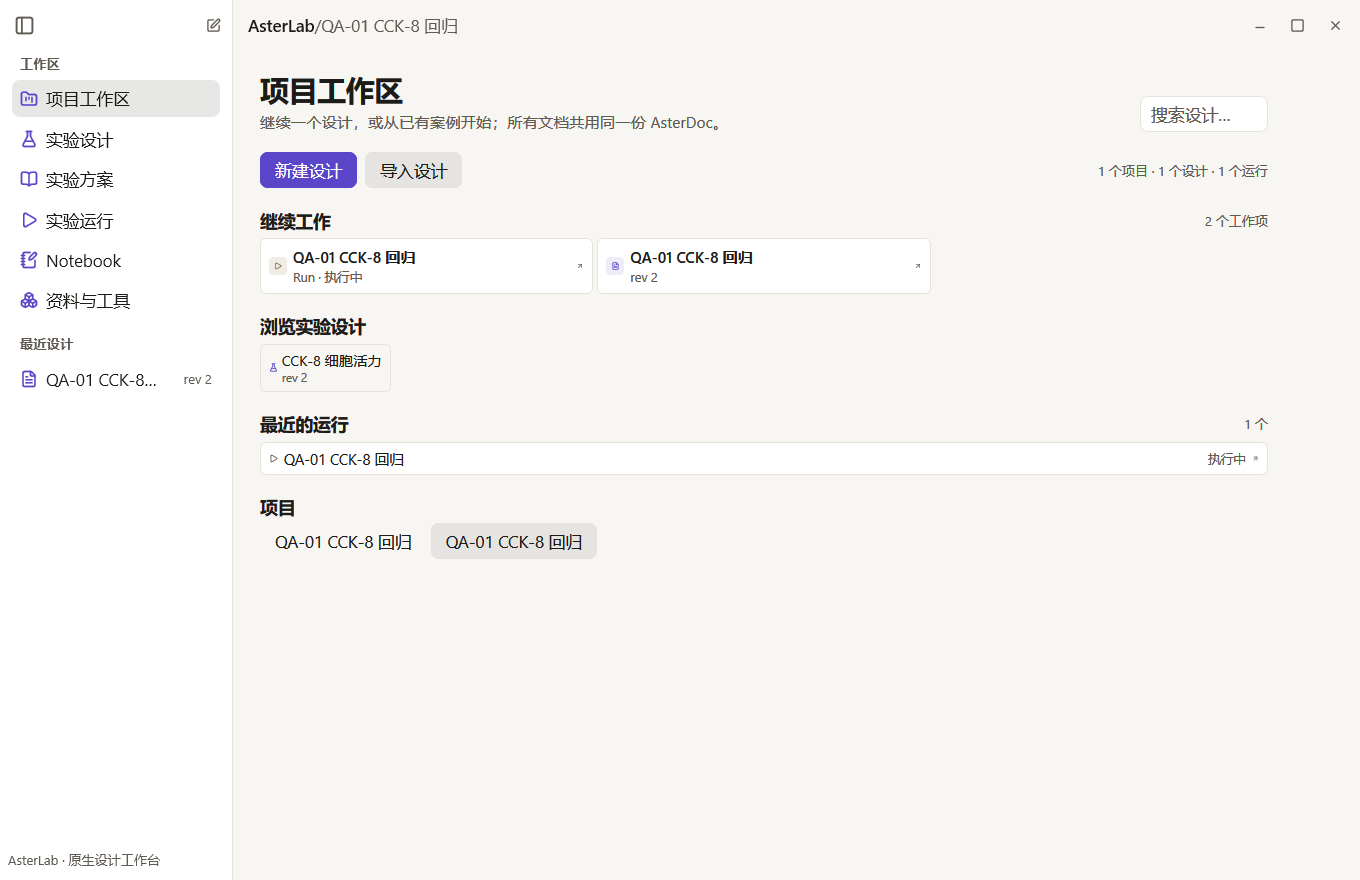 AsterLab/QA-01 CCK-8 回归
工作区
项目工作区
实验设计
实验方案
实验运行
Notebook
资料与工具
最近设计
QA-01 CCK-8... rev 2
AsterLab · 原生设计工作台
项目工作区
继续一个设计，或从已有案例开始；所有文档共用同一份 AsterDoc。
搜索设计...
新建设计 导入设计
1 个项目 · 1 个设计 · 1 个运行
继续工作 2 个工作项
QA-01 CCK-8 回归
Run · 执行中
QA-01 CCK-8 回归
rev 2
浏览实验设计
CCK-8 细胞活力
rev 2
最近的运行 1 个
QA-01 CCK-8 回归 执行中
项目
QA-01 CCK-8 回归 QA-01 CCK-8 回归